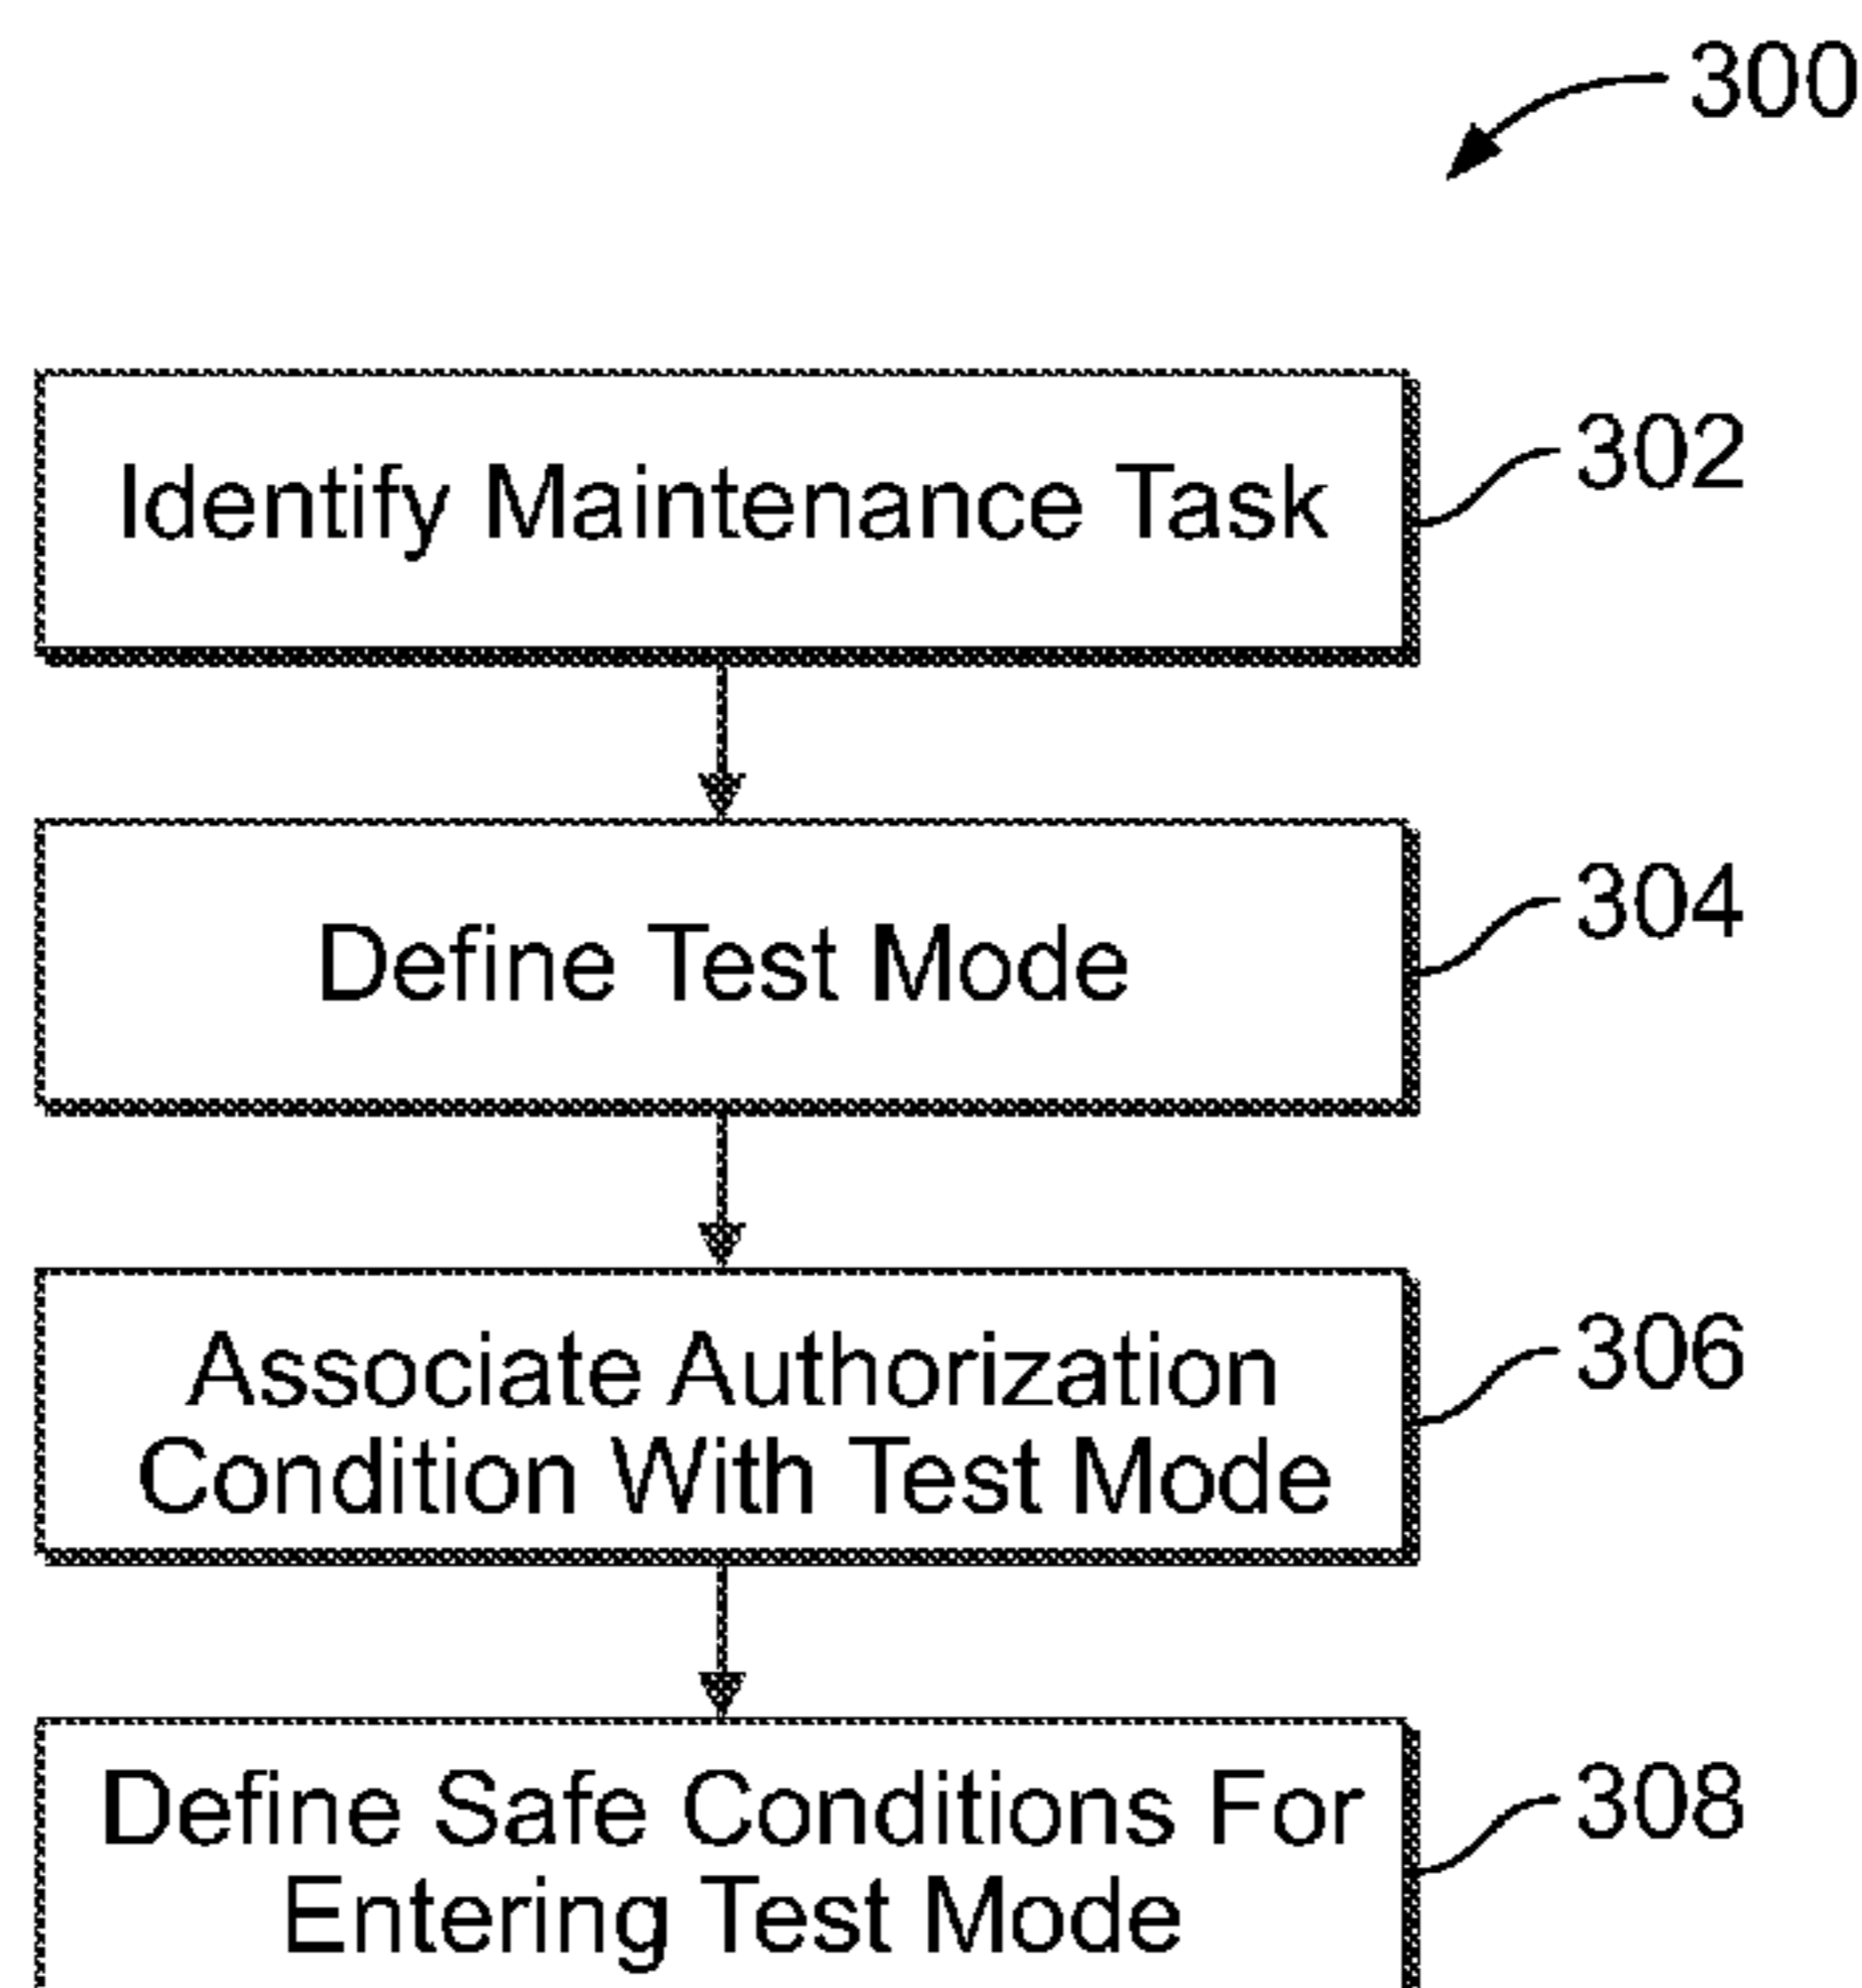 300
Identify Maintenance Task
302
Define Test Mode
304
Associate Authorization
Condition With Test Mode
306
Define Safe Conditions For
Entering Test Mode
308